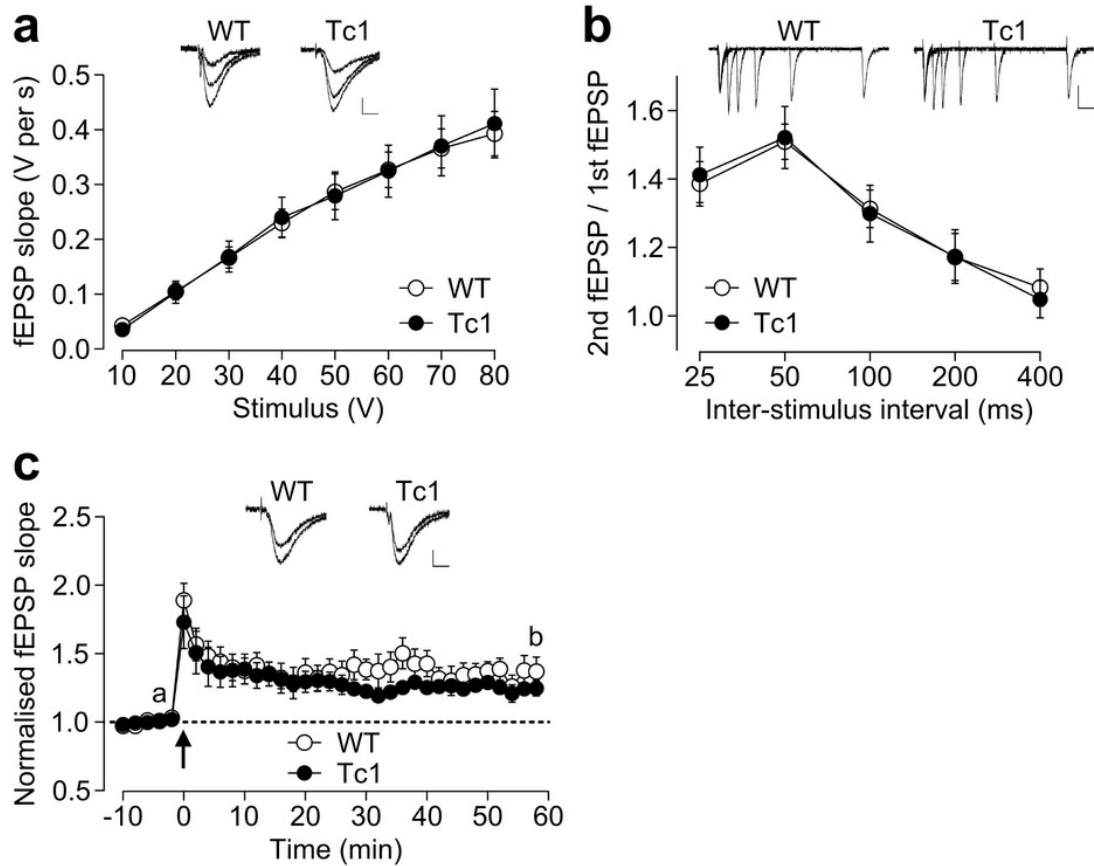 a
WT Tc1
fEPSP slope (V per s)
0.5
0.4
0.3
0.2
0.1
0.0
WT
Tc1
10 20 30 40 50 60 70 80
Stimulus (V)
b
WT Tc1
2nd fEPSP / 1st fEPSP
1.6
1.4
1.2
1.0
WT
Tc1
25 50 100 200 400
Inter-stimulus interval (ms)
c
WT Tc1
Normalised fEPSP slope
2.5
2.0
1.5
1.0
0.5
a
b
WT
Tc1
-10 0 10 20 30 40 50 60
Time (min)